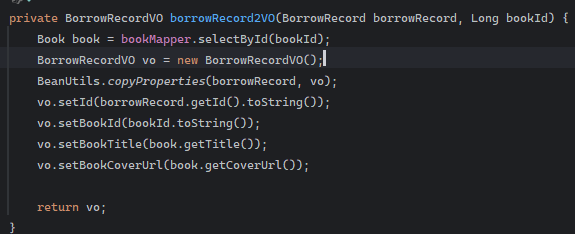 private BorrowRecordVO borrowRecord2VO(BorrowRecord borrowRecord, Long bookId) {
Book book = bookMapper.selectById(bookId);
BorrowRecordVO vo = new BorrowRecordVO();
BeanUtils.copyProperties(borrowRecord, vo);
vo.setId(borrowRecord.getId().toString());
vo.setBookId(bookId.toString());
vo.setBookTitle(book.getTitle());
vo.setBookCoverUrl(book.getCoverUrl());
return vo;
}